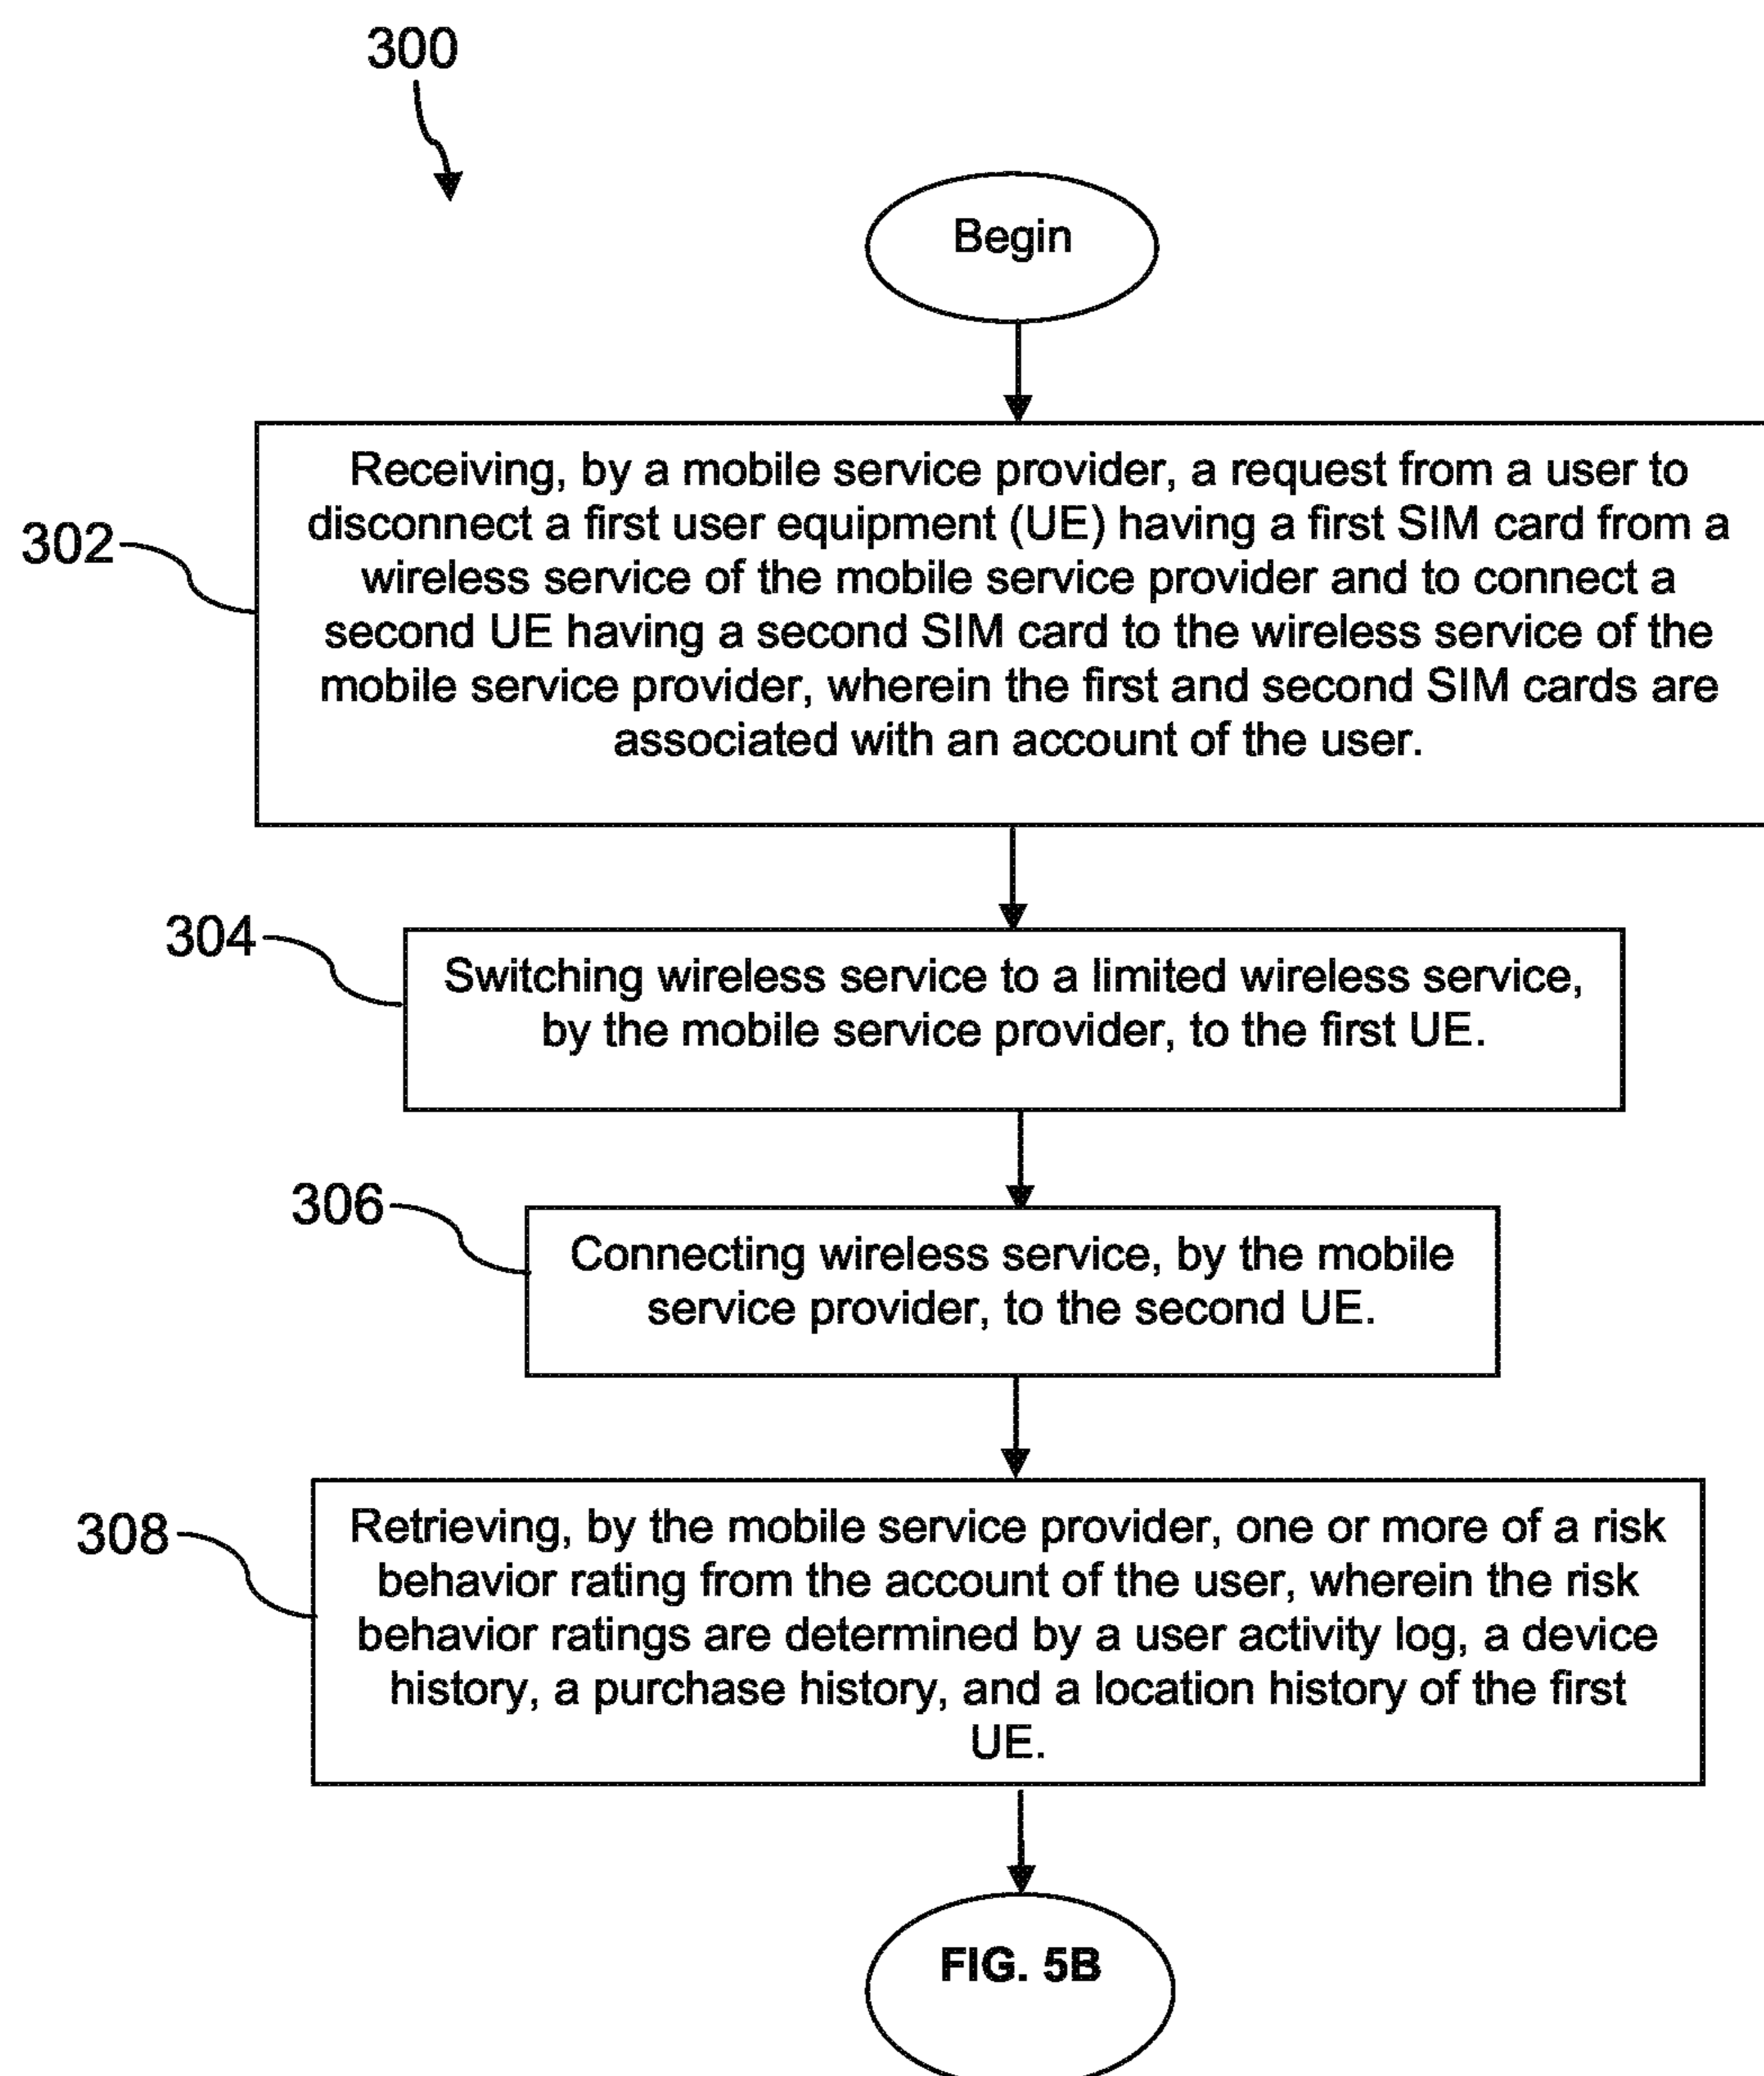 300
Begin
302
Receiving, by a mobile service provider, a request from a user to
disconnect a first user equipment (UE) having a first SIM card from a
wireless service of the mobile service provider and to connect a
second UE having a second SIM card to the wireless service of the
mobile service provider, wherein the first and second SIM cards are
associated with an account of the user.
304
Switching wireless service to a limited wireless service,
by the mobile service provider, to the first UE.
306
Connecting wireless service, by the mobile
service provider, to the second UE.
308
Retrieving, by the mobile service provider, one or more of a risk
behavior rating from the account of the user, wherein the risk
behavior ratings are determined by a user activity log, a device
history, a purchase history, and a location history of the first
UE.
FIG. 5B